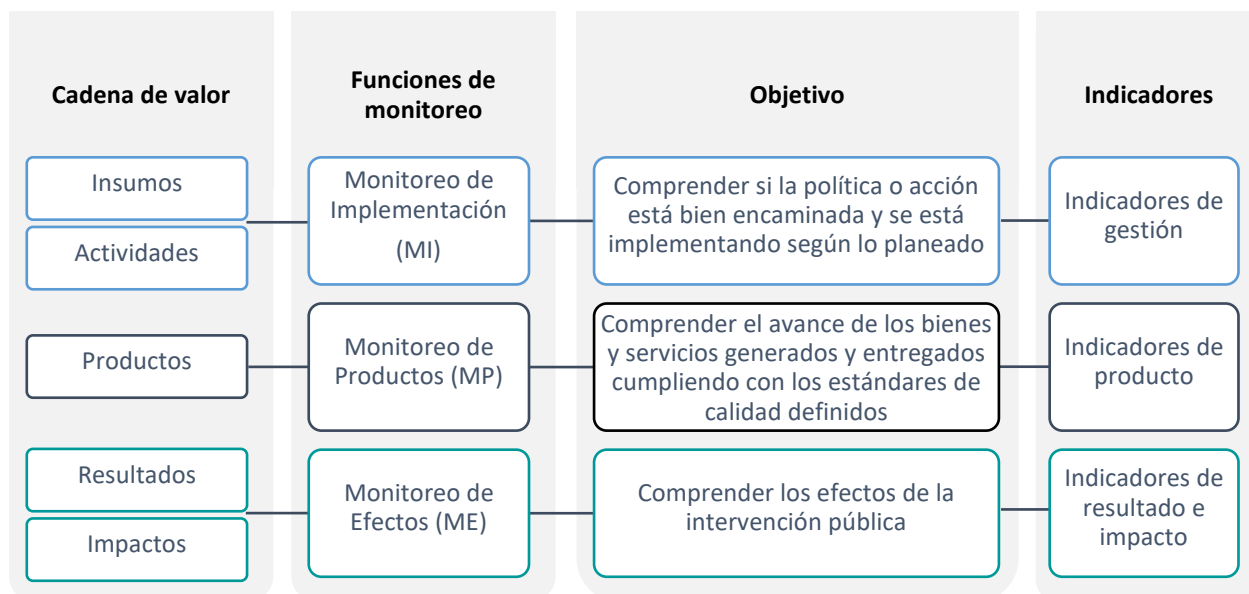 Cadena de valor
Funciones de
monitoreo
Objetivo
Indicadores
Insumos
Actividades
Monitoreo de
Implementación
(MI)
Comprender si la política o acción
está bien encaminada y se está
implementando según lo planeado
Indicadores de
gestión
Productos
Monitoreo de
Productos (MP)
Comprender el avance de los bienes
y servicios generados y entregados
cumpliendo con los estándares de
calidad definidos
Indicadores de
producto
Resultados
Impactos
Monitoreo de
Efectos (ME)
Comprender los efectos de la
intervención pública
Indicadores de
resultado e
impacto